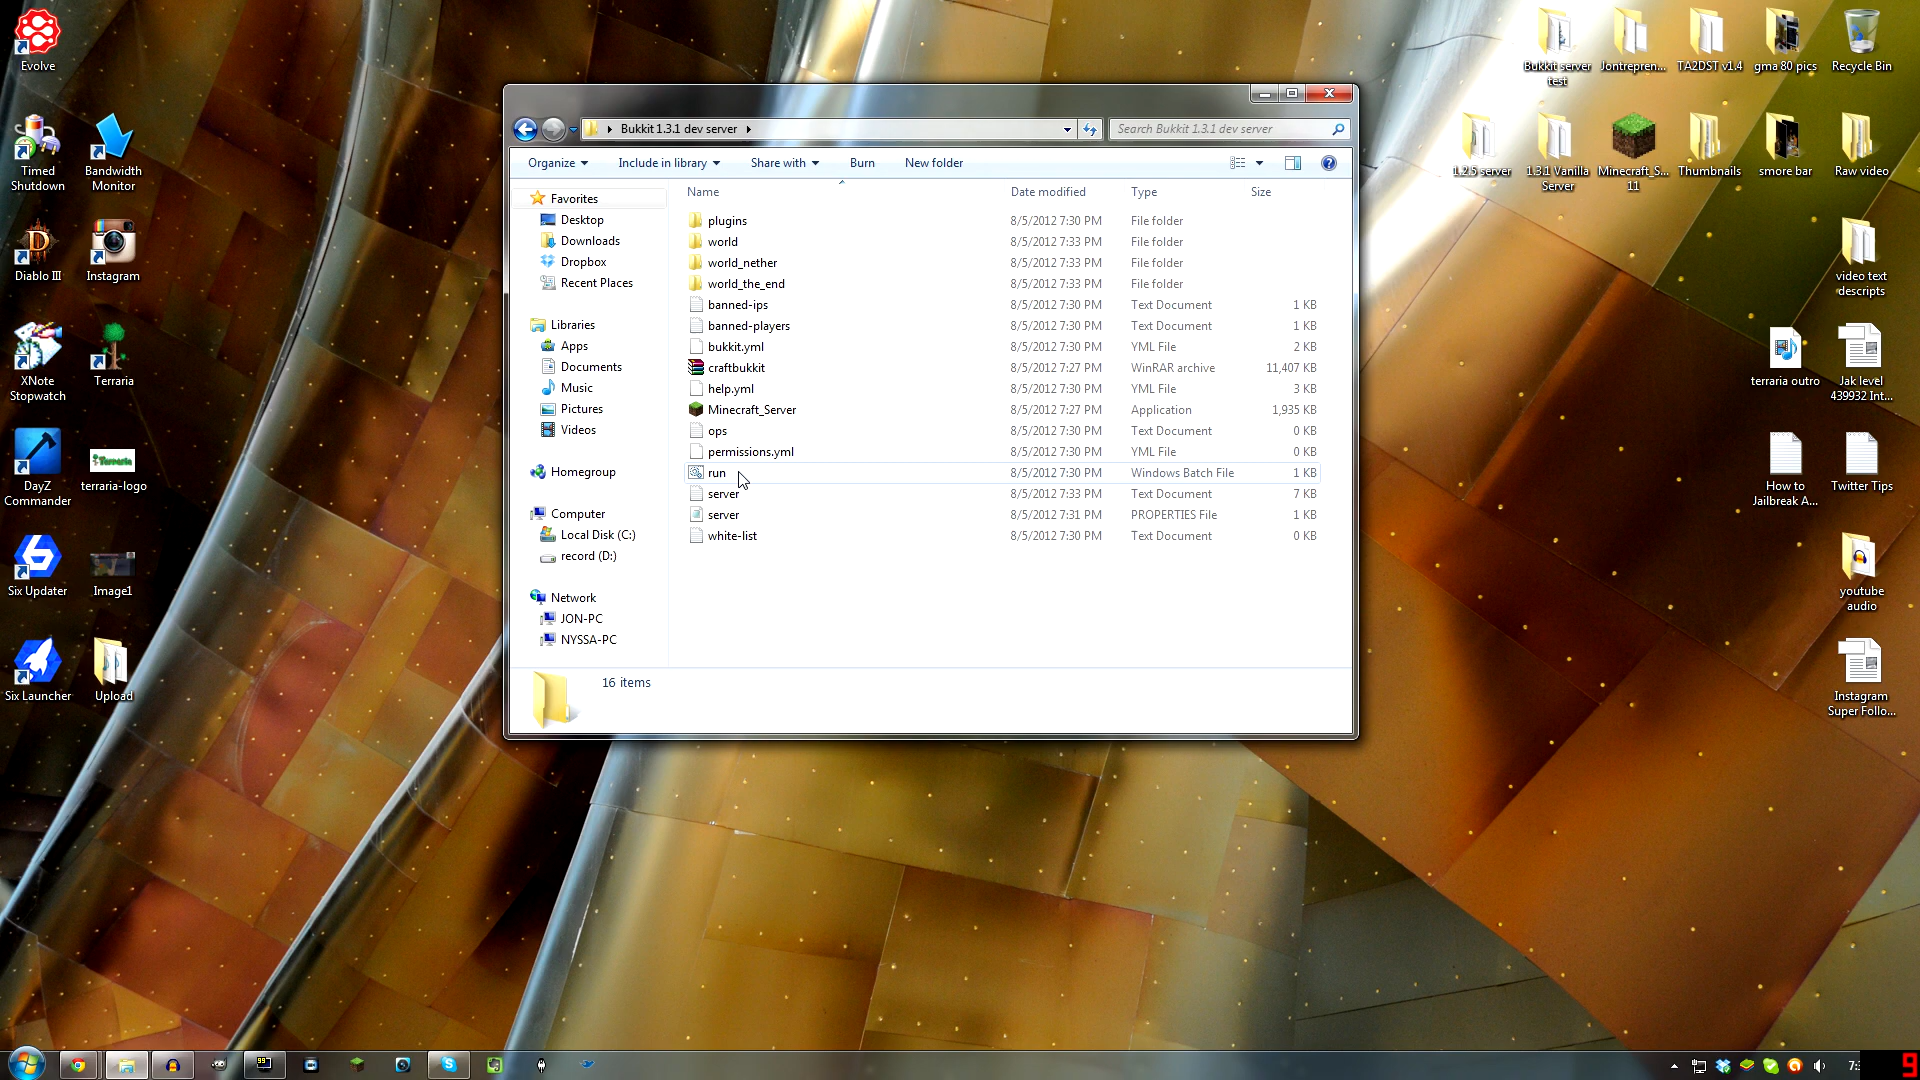 Evolve
Timed Shutdown
Bandwidth Monitor
Diablo III
Instagram
XNote Stopwatch
Terraria
DayZ Commander
terraria-logo
Six Updater
Image1
Six Launcher
Upload
Bukkit 1.3.1 dev server
Search Bukkit 1.3.1 dev server
Organize
Include in library
Share with
Burn
New folder
Favorites
Desktop
Downloads
Dropbox
Recent Places
Libraries
Apps
Documents
Music
Pictures
Videos
Homegroup
Computer
Local Disk (C:)
record (D:)
Network
JON-PC
NYSSA-PC
Name Date modified Type Size
plugins 8/5/2012 7:30 PM File folder
world 8/5/2012 7:33 PM File folder
world_nether 8/5/2012 7:33 PM File folder
world_the_end 8/5/2012 7:33 PM File folder
banned-ips 8/5/2012 7:30 PM Text Document 1 KB
banned-players 8/5/2012 7:30 PM Text Document 1 KB
bukkit.yml 8/5/2012 7:30 PM YML File 2 KB
craftbukkit 8/5/2012 7:27 PM WinRAR archive 11,407 KB
help.yml 8/5/2012 7:30 PM YML File 3 KB
Minecraft_Server 8/5/2012 7:27 PM Application 1,935 KB
ops 8/5/2012 7:30 PM Text Document 0 KB
permissions.yml 8/5/2012 7:30 PM YML File 0 KB
run 8/5/2012 7:30 PM Windows Batch File 1 KB
server 8/5/2012 7:33 PM Text Document 7 KB
server 8/5/2012 7:31 PM PROPERTIES File 1 KB
white-list 8/5/2012 7:30 PM Text Document 0 KB
16 items
Bukkit server test
Jontrepren...
TA2DST v1.4
gma 80 pics
Recycle Bin
1.2.5 server
1.3.1 Vanilla Server
Minecraft_S... 11
Thumbnails
smore bar
Raw video
video text descripts
terraria outro
Jak level 439932 Int...
How to Jailbreak A...
Twitter Tips
youtube audio
Instagram Super Follo...
99
9